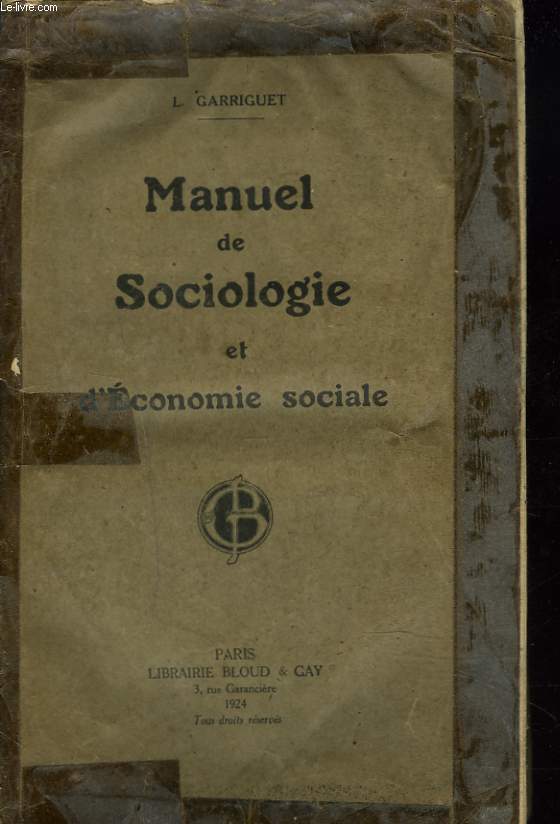 Le-livre.com
L. GARRIGUET
Manuel
de
Sociologie
et
d'Économie sociale
GB
PARIS
LIBRAIRIE BLOUD & GAY
3, rue Garancière
1924
Tous droits réservés